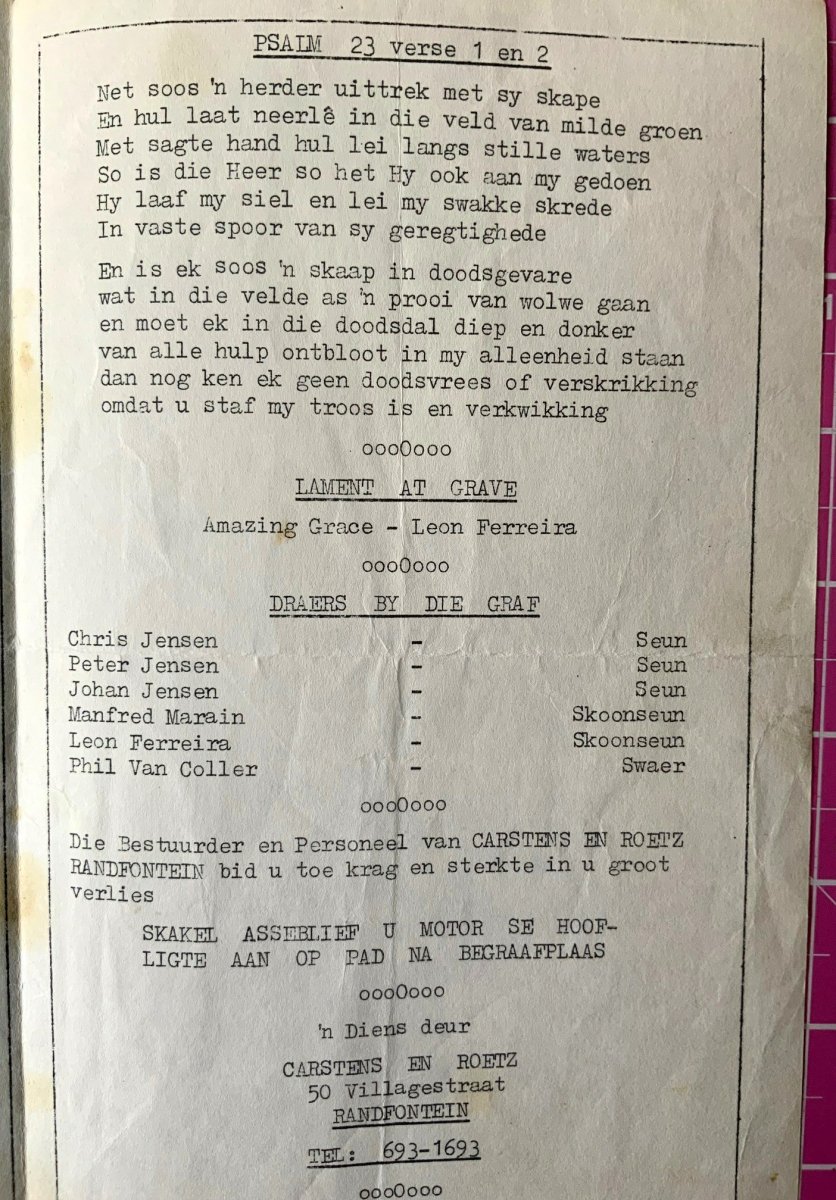 PSALM 23 verse 1 en 2
Net soos 'n herder uittrek met sy skape
En hul laat neerlê in die veld van milde groen
Met sagte hand hul lei langs stille waters
So is die Heer so het Hy ook aan my gedoen
Hy laaf my siel en lei my swakke skrede
In vaste spoor van sy geregtighede
En is ek soos 'n skaap in doodsgevare
wat in die velde as 'n prooi van wolwe gaan
en moet ek in die doodsdal diep en donker
van alle hulp ontbloot in my alleenheid staan
dan nog ken ek geen doodsvrees of verskrikking
omdat u staf my troos is en verkwikking
oooOooo
LAMENT AT GRAVE
Amazing Grace - Leon Ferreira
oooOooo
DRAERS BY DIE GRAF
Chris Jensen - Seun
Peter Jensen - Seun
Johan Jensen - Seun
Manfred Marain - Skoonseun
Leon Ferreira - Skoonseun
Phil Van Coller - Swaer
oooOooo
Die Bestuurder en Personeel van CARSTENS EN ROETZ
RANDFONTEIN bid u toe krag en sterkte in u groot
verlies
SKAKEL ASSEBLIEF U MOTOR SE HOOF-
LIGTE AAN OP PAD NA BEGRAAFPLAAS
oooOooo
'n Diens deur
CARSTENS EN ROETZ
50 Villagestraat
RANDFONTEIN
TEL: 693-1693
oooOooo